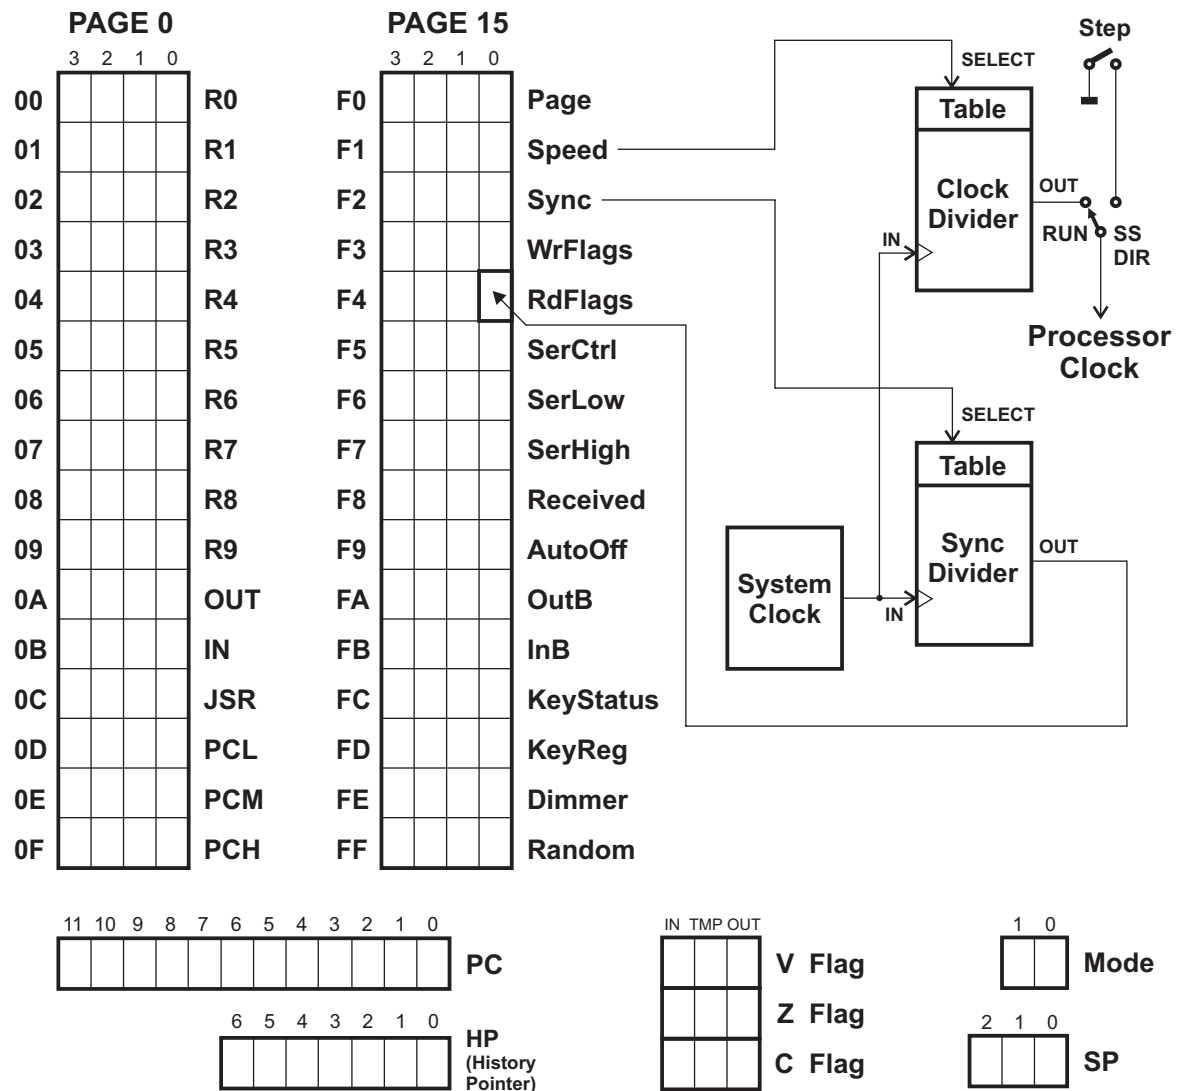 PAGE 0
3 2 1 0
00 R0
01 R1
02 R2
03 R3
04 R4
05 R5
06 R6
07 R7
08 R8
09 R9
0A OUT
0B IN
0C JSR
0D PCL
0E PCM
0F PCH
PAGE 15
3 2 1 0
F0 Page
F1 Speed
F2 Sync
F3 WrFlags
F4 RdFlags
F5 SerCtrl
F6 SerLow
F7 SerHigh
F8 Received
F9 AutoOff
FA OutB
FB InB
FC KeyStatus
FD KeyReg
FE Dimmer
FF Random
Step
SELECT
Table
Clock
Divider
IN
OUT
RUN SS
DIR
Processor
Clock
SELECT
Table
Sync
Divider
IN
OUT
System
Clock
11 10 9 8 7 6 5 4 3 2 1 0
PC
6 5 4 3 2 1 0
HP
(History
Pointer)
IN TMP OUT
V Flag
Z Flag
C Flag
1 0
Mode
2 1 0
SP